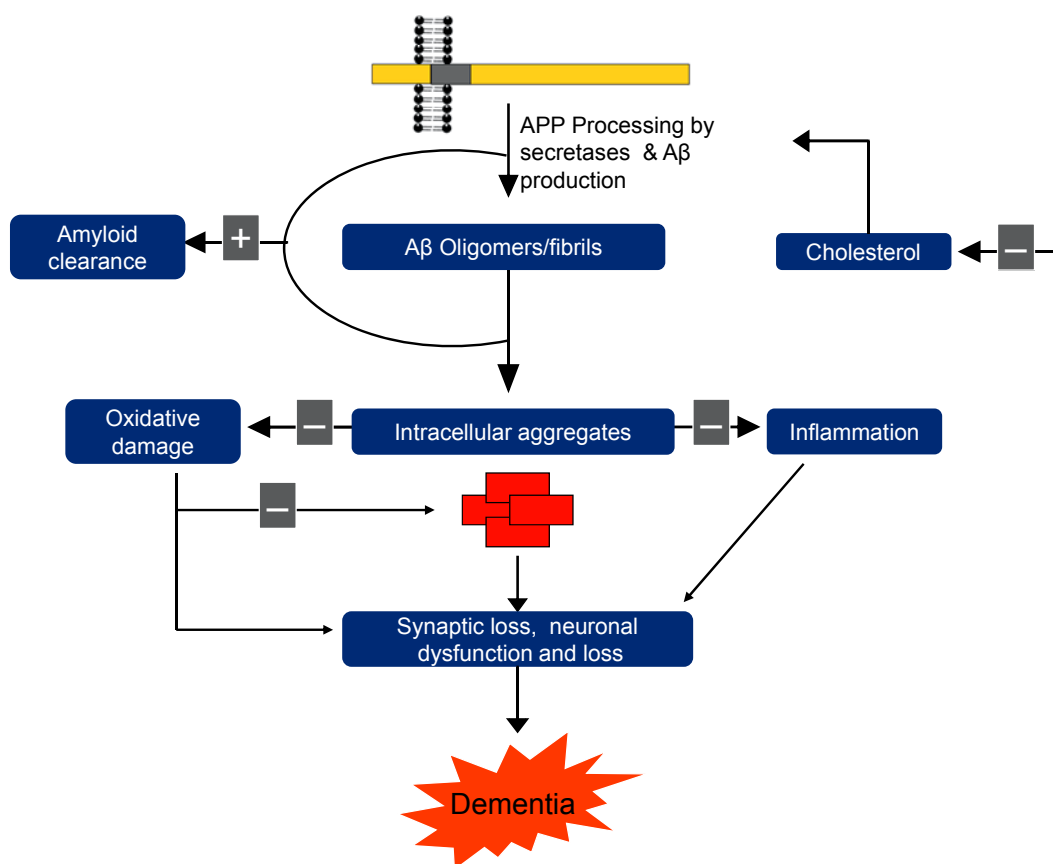 APP Processing by
secretases & Aβ
production
Amyloid
clearance
+
Aβ Oligomers/fibrils
Cholesterol
–
Oxidative
damage
–
Intracellular aggregates
–
Inflammation
–
Synaptic loss, neuronal
dysfunction and loss
Dementia